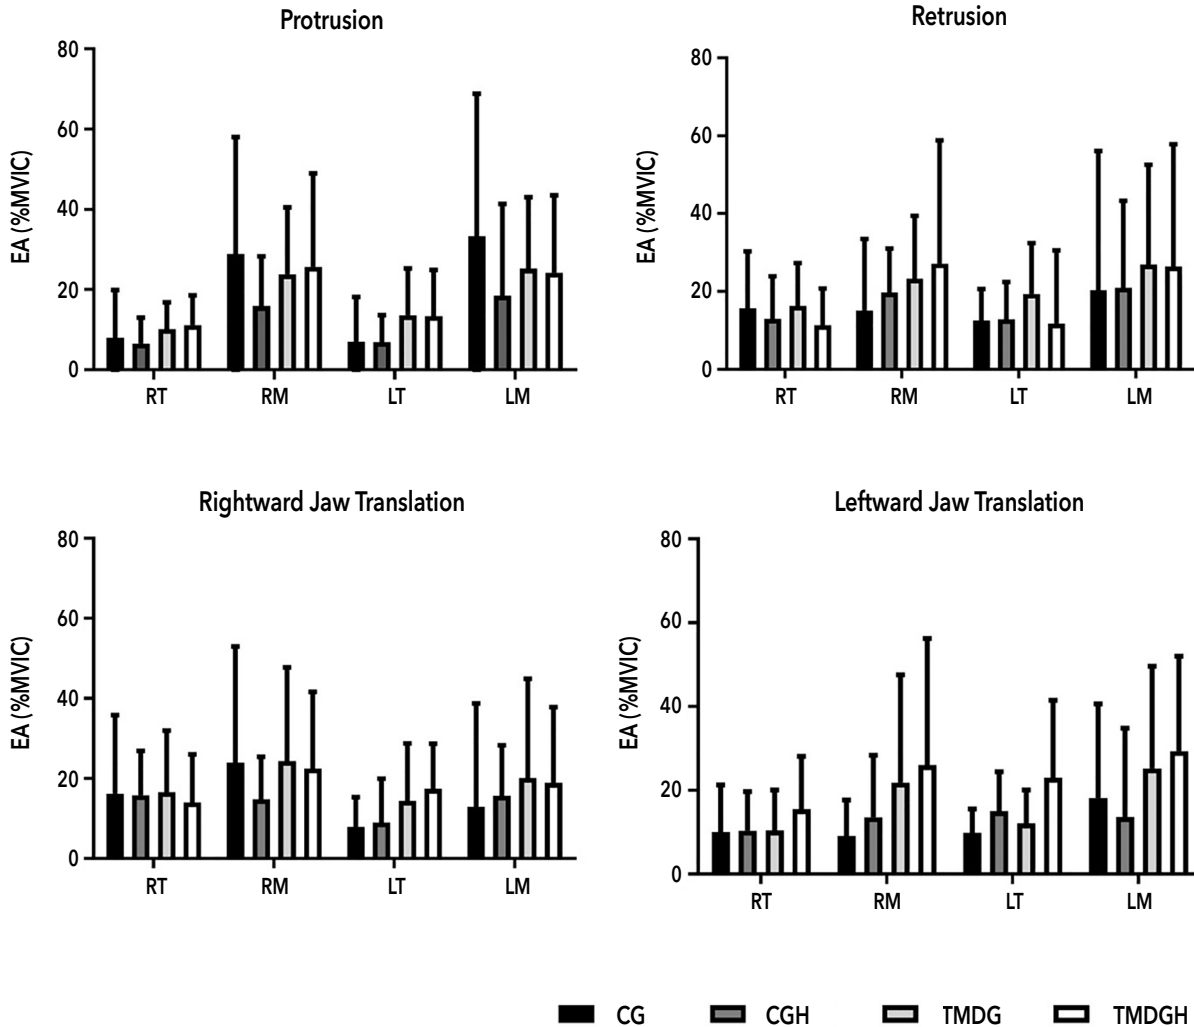 Protrusion
80
60
40
20
0
EA (%MVIC)
RT RM LT LM
Retrusion
80
60
40
20
0
EA (%MVIC)
RT RM LT LM
Rightward Jaw Translation
80
60
40
20
0
EA (%MVIC)
RT RM LT LM
Leftward Jaw Translation
80
60
40
20
0
EA (%MVIC)
RT RM LT LM
CG CGH TMDG TMDGH